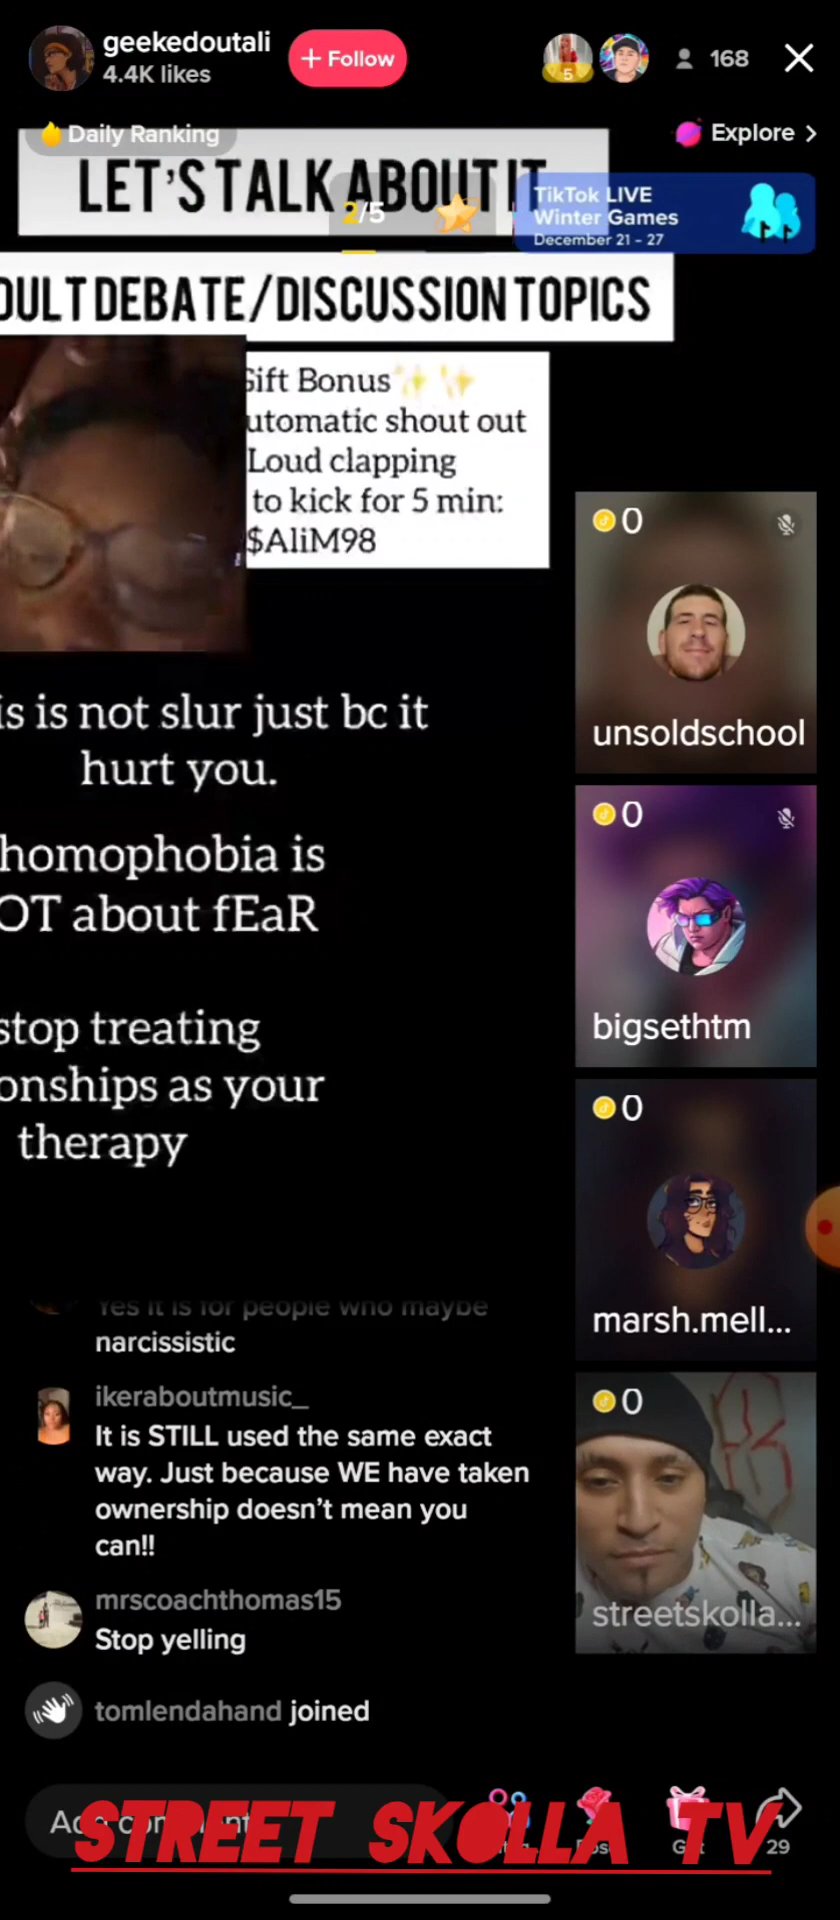 geekedoutali
4.4K likes
+ Follow
5
168
Daily Ranking
Explore >
LET'S TALK ABOUT IT
2/5
TikTok LIVE
Winter Games
December 21 - 27
DULT DEBATE/DISCUSSION TOPICS
Gift Bonus✨ ✨
utomatic shout out
Loud clapping
to kick for 5 min:
$AliM98
0
unsoldschool
is is not slur just bc it
hurt you.
homophobia is
OT about fEaR
stop treating
onships as your
therapy
0
bigsethtm
0
marsh.mell...
0
streetskolla...
Yes it is for people who maybe
narcissistic
ikeraboutmusic_
It is STILL used the same exact
way. Just because WE have taken
ownership doesn't mean you
can!!
mrscoachthomas15
Stop yelling
tomlendahand joined
STREET SKOLLA TV
29